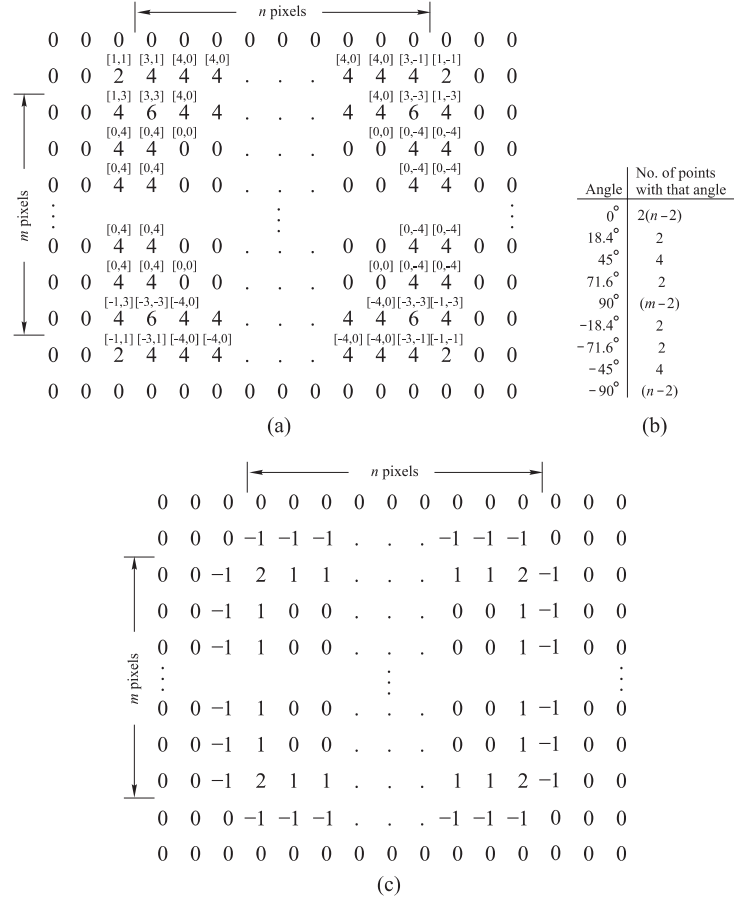 n pixels
0 0 0 0 0 0 0 0 0 0 0 0 0 0 0
[1,1] [3,1] [4,0] [4,0] [4,0] [4,0] [3,-1] [1,-1]
0 0 2 4 4 4 . . . 4 4 4 2 0 0
[1,3] [3,3] [4,0] [4,0] [3,-3] [1,-3]
0 0 4 6 4 4 . . . 4 4 6 4 0 0
[0,4] [0,4] [0,0] [0,0] [0,-4] [0,-4]
0 0 4 4 0 0 . . . 0 0 4 4 0 0
[0,4] [0,4] [0,-4] [0,-4]
0 0 4 4 0 0 . . . 0 0 4 4 0 0
m pixels
[0,4] [0,4] [0,-4] [0,-4]
0 0 4 4 0 0 . . . 0 0 4 4 0 0
[0,4] [0,4] [0,0] [0,0] [0,-4] [0,-4]
0 0 4 4 0 0 . . . 0 0 4 4 0 0
[-1,3] [-3,-3] [-4,0] [-4,0] [-3,-3] [-1,-3]
0 0 4 6 4 4 . . . 4 4 6 4 0 0
[-1,1] [-3,1] [-4,0] [-4,0] [-4,0] [-4,0] [-3,-1] [-1,-1]
0 0 2 4 4 4 . . . 4 4 4 2 0 0
0 0 0 0 0 0 0 0 0 0 0 0 0 0 0
(a)
Angle No. of points with that angle
0° 2(n−2)
18.4° 2
45° 4
71.6° 2
90° (m−2)
−18.4° 2
−71.6° 2
−45° 4
−90° (n−2)
(b)
n pixels
0 0 0 0 0 0 0 0 0 0 0 0 0 0 0
0 0 0 −1 −1 −1 . . . −1 −1 −1 0 0 0
0 0 −1 2 1 1 . . . 1 1 2 −1 0 0
0 0 −1 1 0 0 . . . 0 0 1 −1 0 0
0 0 −1 1 0 0 . . . 0 0 1 −1 0 0
m pixels
0 0 −1 1 0 0 . . . 0 0 1 −1 0 0
0 0 −1 1 0 0 . . . 0 0 1 −1 0 0
0 0 −1 2 1 1 . . . 1 1 2 −1 0 0
0 0 0 −1 −1 −1 . . . −1 −1 −1 0 0 0
0 0 0 0 0 0 0 0 0 0 0 0 0 0 0
(c)